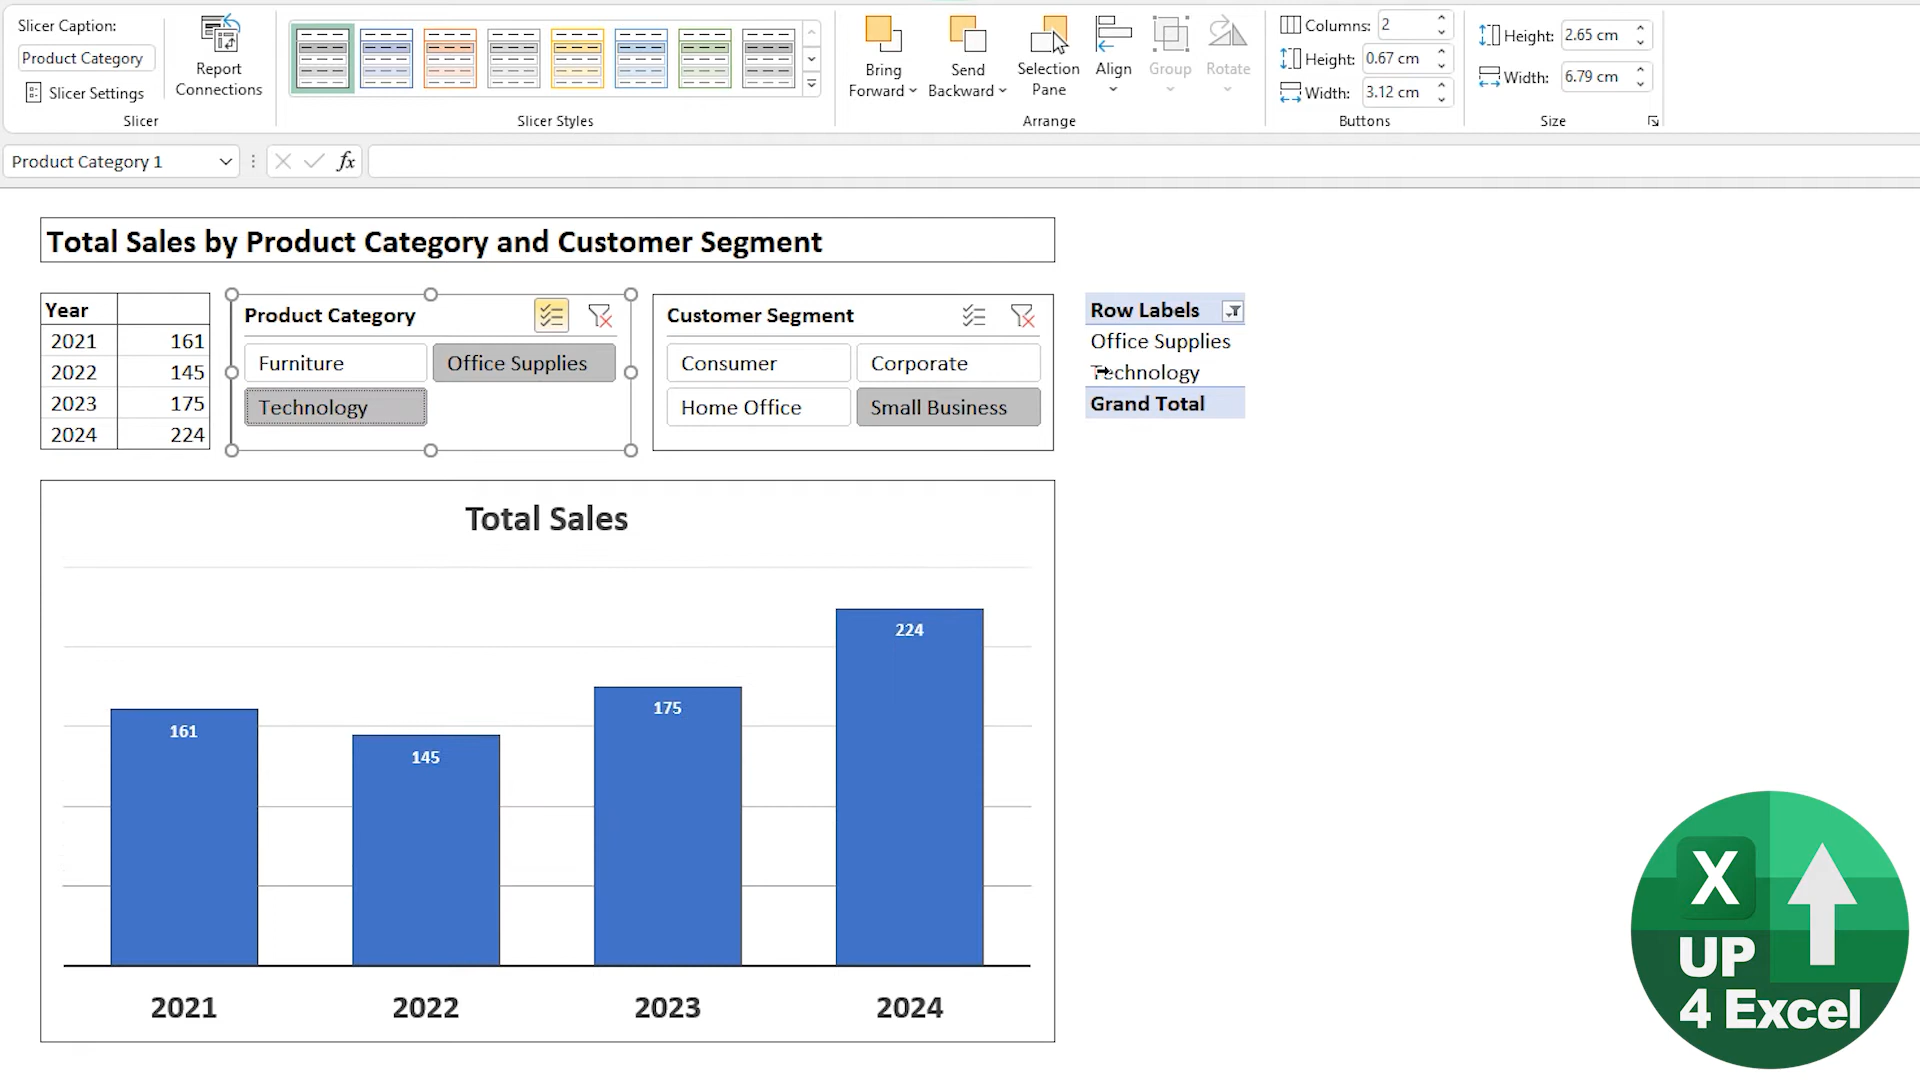 Slicer Caption:
Product Category
Slicer Settings
Report
Connections
Slicer
Slicer Styles
Bring
Forward
Send
Backward
Selection
Pane
Align
Group
Rotate
Arrange
Columns: 2
Height: 0.67 cm
Width: 3.12 cm
Buttons
Height: 2.65 cm
Width: 6.79 cm
Size
Product Category 1
fx
Total Sales by Product Category and Customer Segment
Year
2021 161
2022 145
2023 175
2024 224
Product Category
Furniture
Office Supplies
Technology
Customer Segment
Consumer
Corporate
Home Office
Small Business
Row Labels
Office Supplies
Technology
Grand Total
Total Sales
161
145
175
224
2021
2022
2023
2024
X
UP
4 Excel